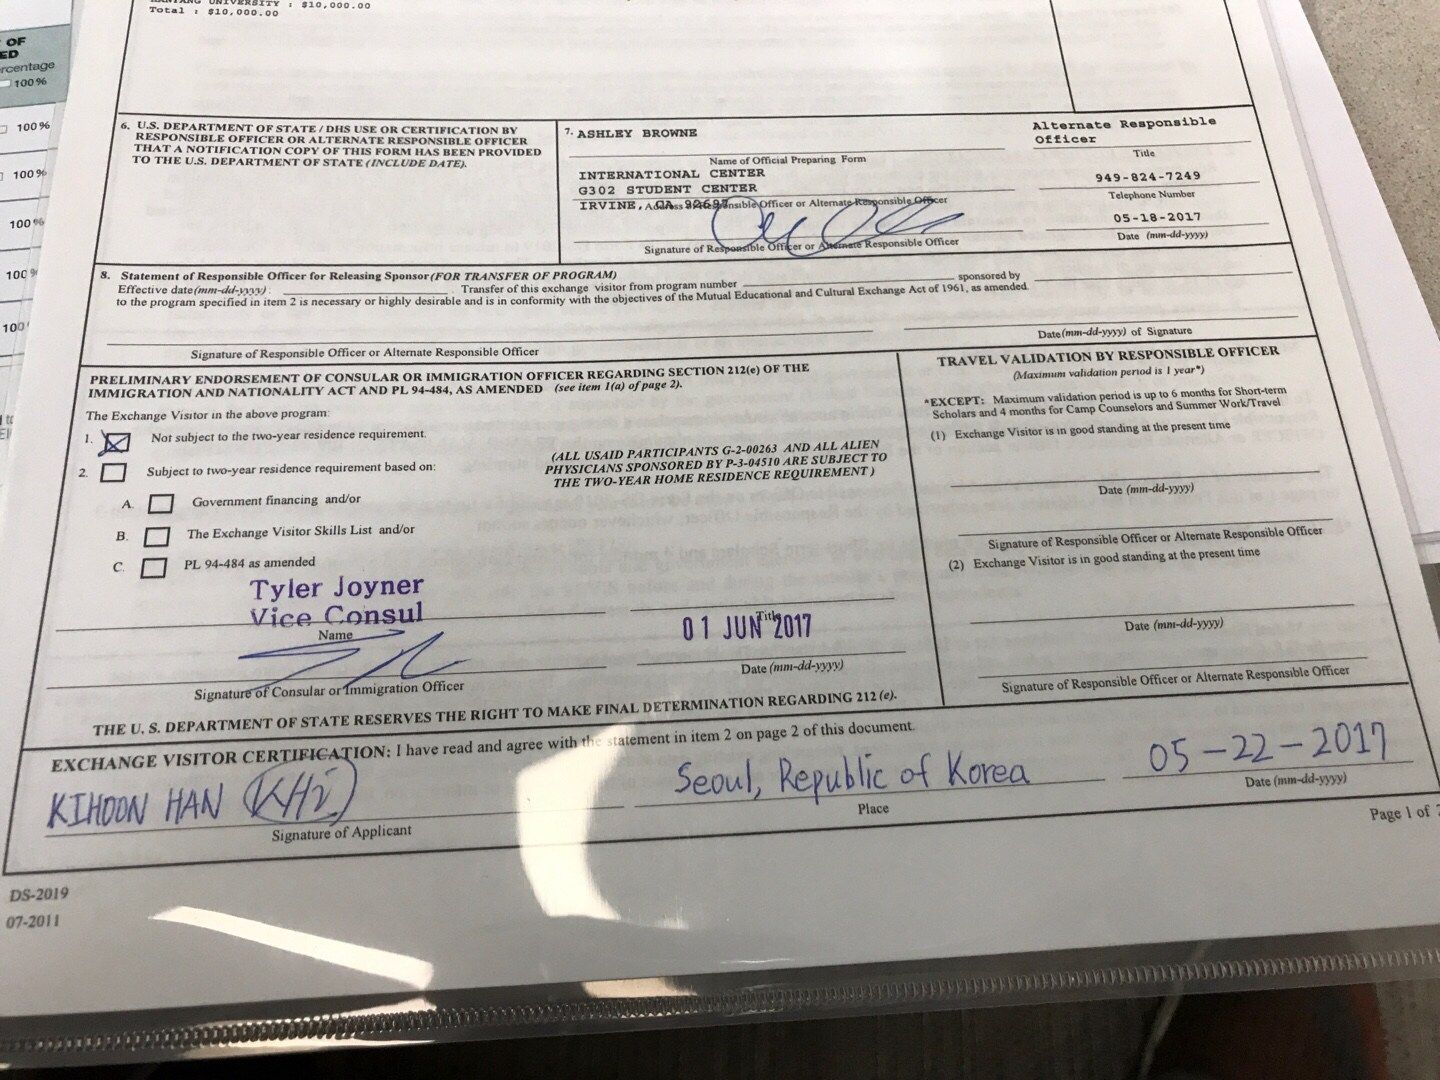 UNIVERSITY : $10,000.00
Total : $10,000.00
OF
ED
100%
100%
100%
100%
100%
100
6. U.S. DEPARTMENT OF STATE / DHS USE OR CERTIFICATION BY
RESPONSIBLE OFFICER OR ALTERNATE RESPONSIBLE OFFICER
THAT A NOTIFICATION COPY OF THIS FORM HAS BEEN PROVIDED
TO THE U.S. DEPARTMENT OF STATE (INCLUDE DATE).
7. ASHLEY BROWNE
Name of Official Preparing Form
Alternate Responsible
Officer
Title
INTERNATIONAL CENTER
G302 STUDENT CENTER
IRVINE, CA 92697
Address of Responsible Officer or Alternate Responsible Officer
949-824-7249
Telephone Number
05-18-2017
Signature of Responsible Officer or Alternate Responsible Officer
Date (mm-dd-yyyy)
8. Statement of Responsible Officer for Releasing Sponsor (FOR TRANSFER OF PROGRAM)
Effective date (mm-dd-yyyy) : . Transfer of this exchange visitor from program number sponsored by
to the program specified in item 2 is necessary or highly desirable and is in conformity with the objectives of the Mutual Educational and Cultural Exchange Act of 1961, as amended.
Signature of Responsible Officer or Alternate Responsible Officer
Date (mm-dd-yyyy) of Signature
PRELIMINARY ENDORSEMENT OF CONSULAR OR IMMIGRATION OFFICER REGARDING SECTION 212(e) OF THE
IMMIGRATION AND NATIONALITY ACT AND PL 94-484, AS AMENDED (see item 1(a) of page 2).
The Exchange Visitor in the above program:
1. Not subject to the two-year residence requirement.
2. Subject to two-year residence requirement based on:
(ALL USAID PARTICIPANTS G-2-00263 AND ALL ALIEN
PHYSICIANS SPONSORED BY P-3-04510 ARE SUBJECT TO
THE TWO-YEAR HOME RESIDENCE REQUIREMENT )
A. Government financing and/or
B. The Exchange Visitor Skills List and/or
C. PL 94-484 as amended
Tyler Joyner
Vice Consul
Name
Title
01 JUN 2017
Signature of Consular or Immigration Officer
Date (mm-dd-yyyy)
THE U. S. DEPARTMENT OF STATE RESERVES THE RIGHT TO MAKE FINAL DETERMINATION REGARDING 212 (e).
TRAVEL VALIDATION BY RESPONSIBLE OFFICER
(Maximum validation period is 1 year*)
*EXCEPT: Maximum validation period is up to 6 months for Short-term
Scholars and 4 months for Camp Counselors and Summer Work/Travel
(1) Exchange Visitor is in good standing at the present time
Date (mm-dd-yyyy)
Signature of Responsible Officer or Alternate Responsible Officer
(2) Exchange Visitor is in good standing at the present time
Date (mm-dd-yyyy)
Signature of Responsible Officer or Alternate Responsible Officer
EXCHANGE VISITOR CERTIFICATION: I have read and agree with the statement in item 2 on page 2 of this document.
KIHOON HAN Seoul, Republic of Korea 05-22-2017
Signature of Applicant
Place
Date (mm-dd-yyyy)
Page 1 of
DS-2019
07-2011